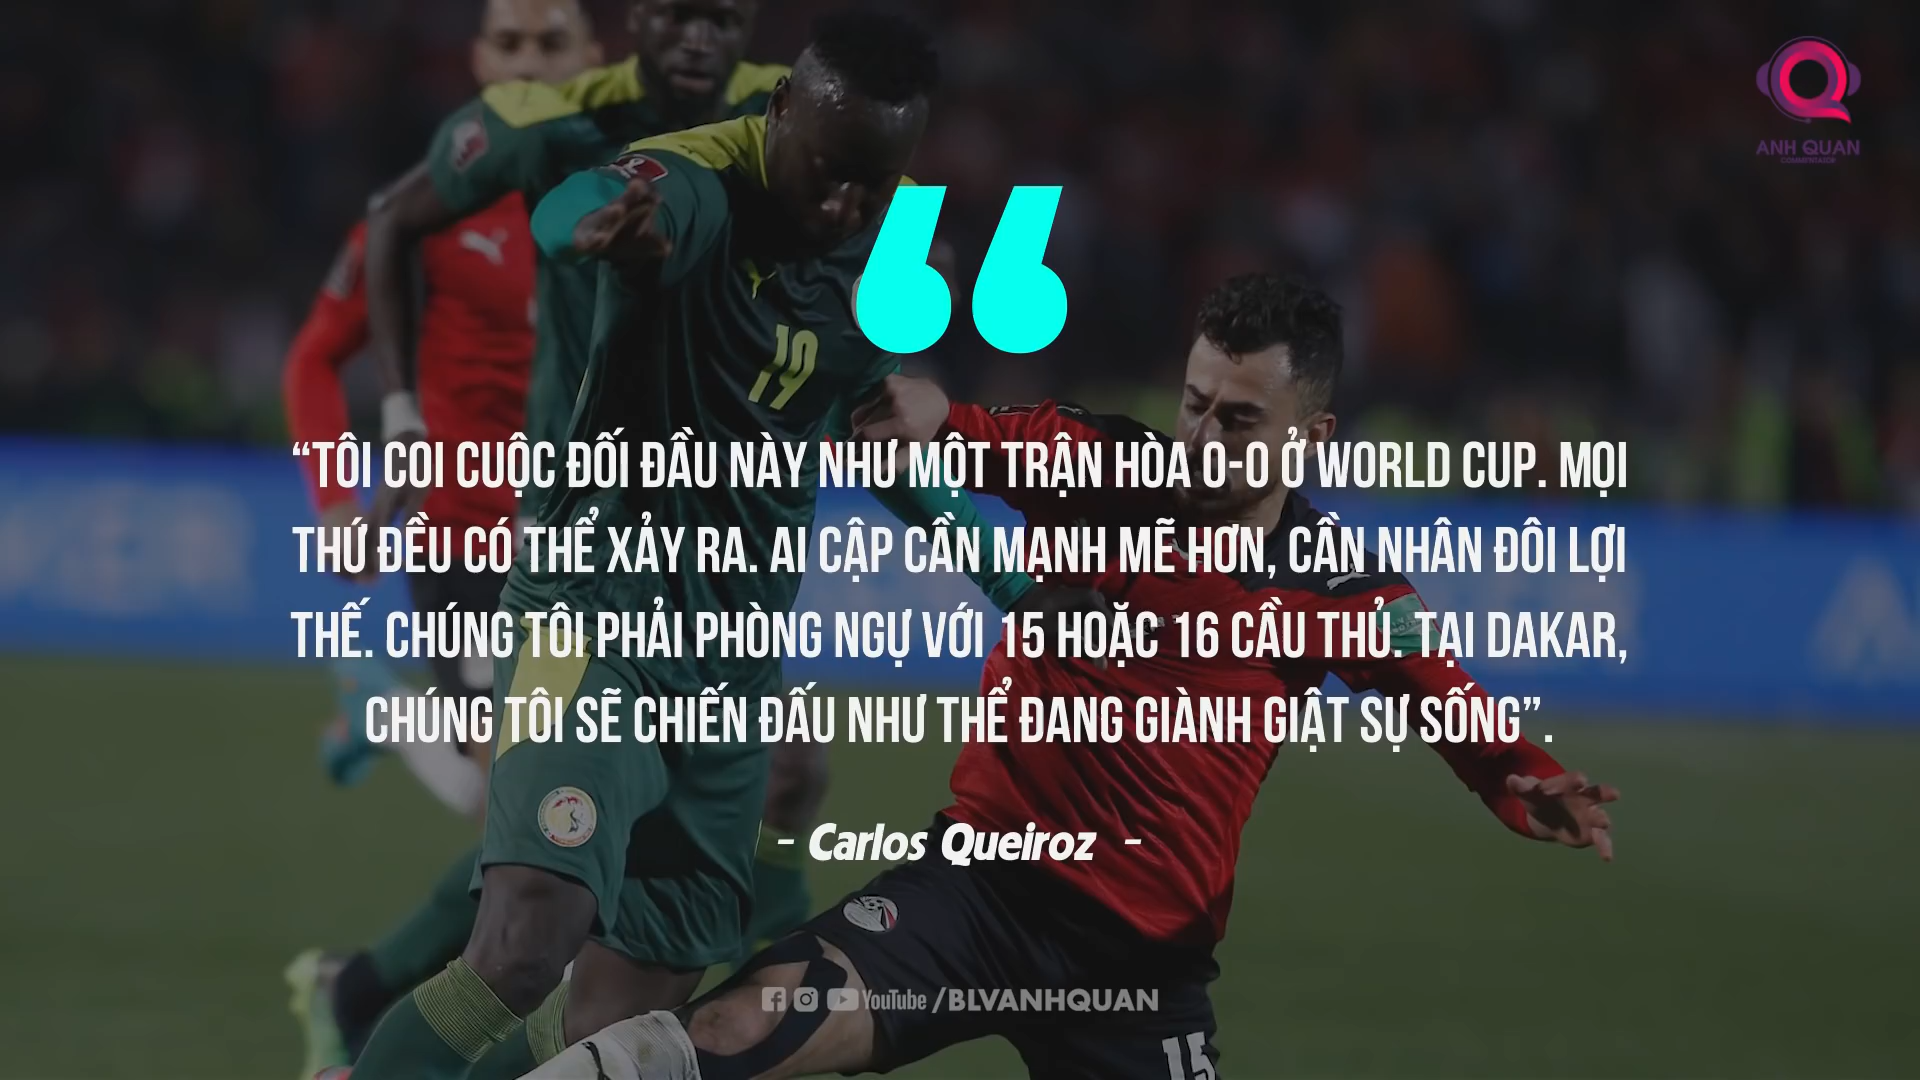 ANH QUAN
COMMENTATOR
19
“TÔI COI CUỘC ĐỐI ĐẦU NÀY NHƯ MỘT TRẬN HÒA 0-0 Ở WORLD CUP. MỌI
THỨ ĐỀU CÓ THỂ XẢY RA. AI CẬP CẦN MẠNH MẼ HƠN, CẦN NHÂN ĐÔI LỢI
THẾ. CHÚNG TÔI PHẢI PHÒNG NGỰ VỚI 15 HOẶC 16 CẦU THỦ. TẠI DAKAR,
CHÚNG TÔI SẼ CHIẾN ĐẤU NHƯ THỂ ĐANG GIÀNH GIẬT SỰ SỐNG”.
- Carlos Queiroz -
YouTube /BLVANHQUAN
15